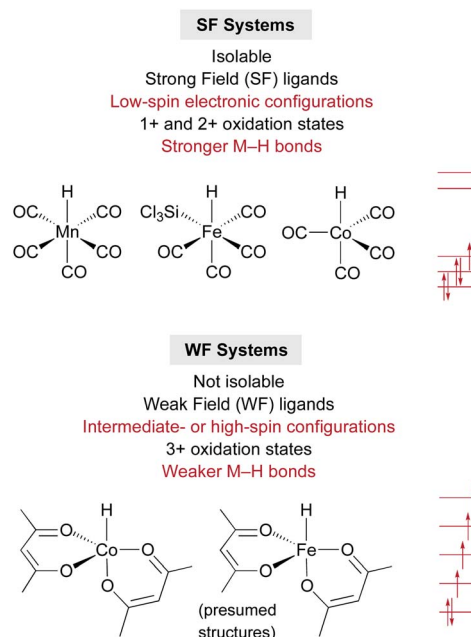 SF Systems
Isolable
Strong Field (SF) ligands
Low-spin electronic configurations
1+ and 2+ oxidation states
Stronger M–H bonds
H H H
OC CO Cl3Si CO CO
Mn Fe OC Co
OC CO OC CO CO
CO CO CO
WF Systems
Not isolable
Weak Field (WF) ligands
Intermediate- or high-spin configurations
3+ oxidation states
Weaker M–H bonds
H H
O O O O
Co Fe
O O O O
(presumed
structures)